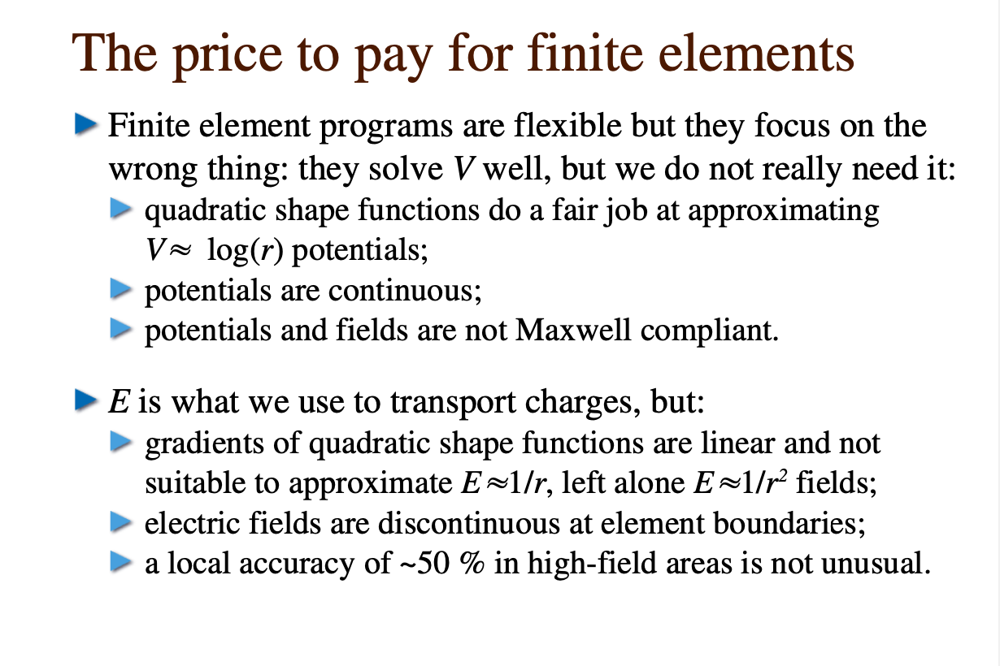 The price to pay for finite elements
Finite element programs are flexible but they focus on the
wrong thing: they solve V well, but we do not really need it:
quadratic shape functions do a fair job at approximating
V≈ log(r) potentials;
potentials are continuous;
potentials and fields are not Maxwell compliant.
E is what we use to transport charges, but:
gradients of quadratic shape functions are linear and not
suitable to approximate E≈1/r, left alone E≈1/r² fields;
electric fields are discontinuous at element boundaries;
a local accuracy of ~50 % in high-field areas is not unusual.